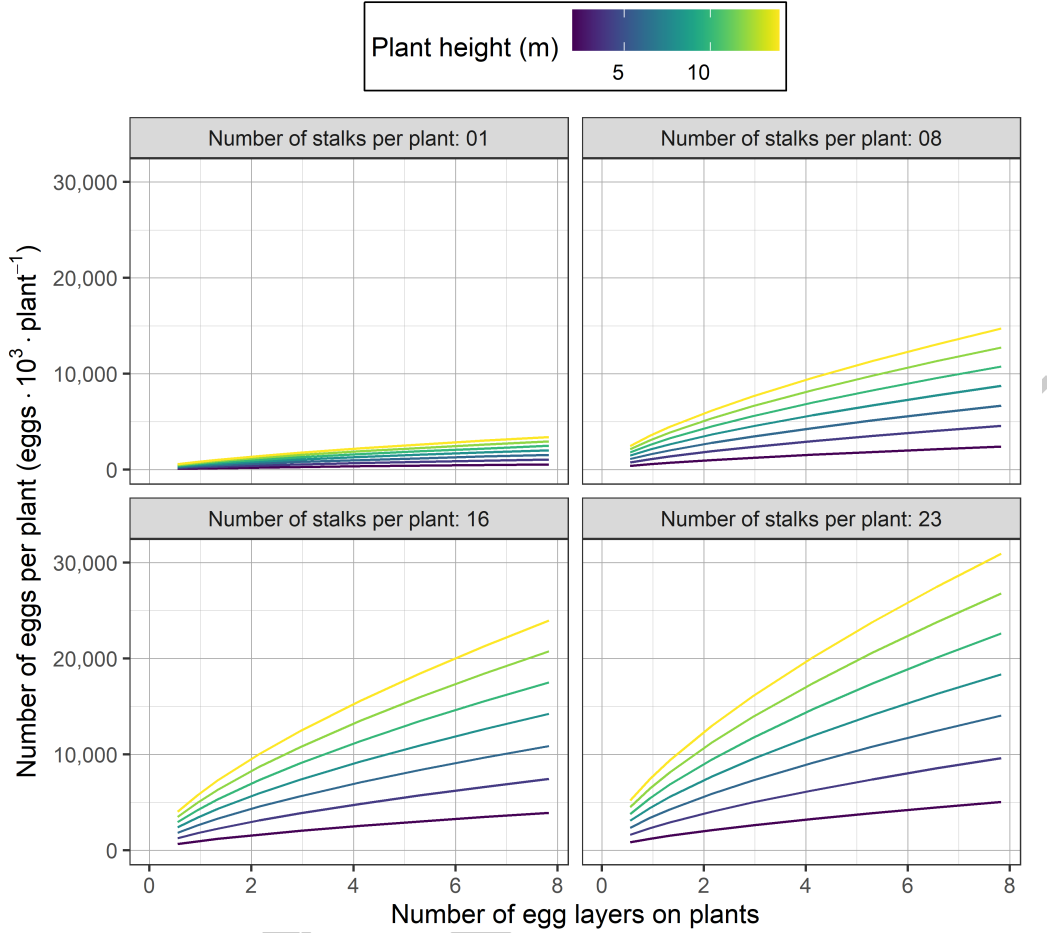 Plant height (m)
5 10
Number of stalks per plant: 01
Number of stalks per plant: 08
30,000
20,000
10,000
0
Number of stalks per plant: 16
Number of stalks per plant: 23
30,000
20,000
10,000
0
0 2 4 6 8
0 2 4 6 8
Number of egg layers on plants
Number of eggs per plant (eggs · 10³ · plant⁻¹)